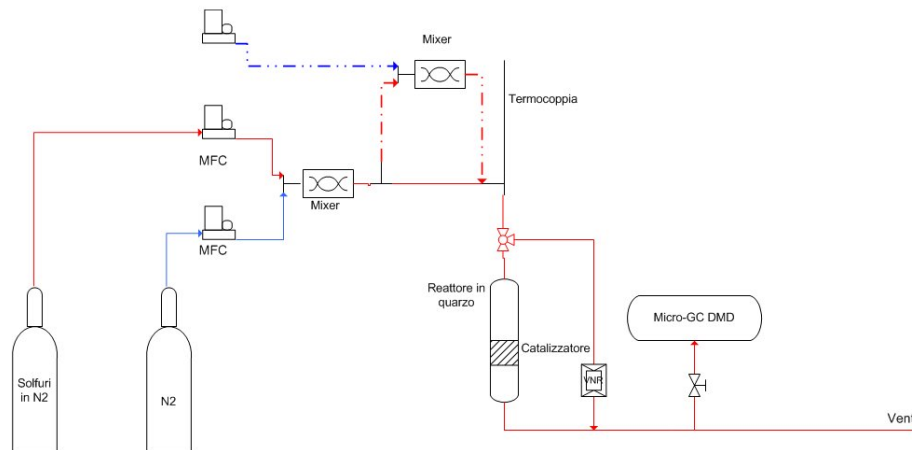 Mixer
Termocoppia
MFC
Mixer
MFC
Reattore in
quarzo
Micro-GC DMD
Catalizzatore
VNR
Solfuri
in N2
N2
Vent